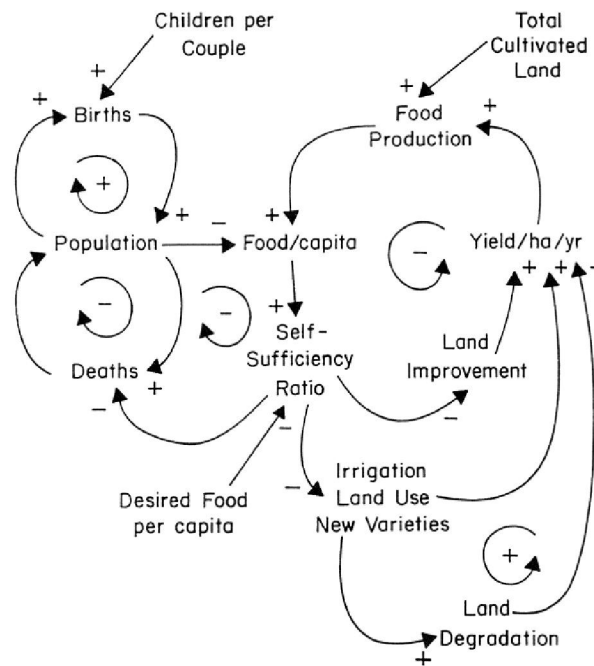 Children per
Couple
Total
Cultivated
Land
+
+
+
+
Births
Food
Production
+
+
-
+
Population
Food/capita
-
Yield/ha/yr
+
+
-
-
-
+
Self-
Sufficiency
Ratio
Land
Improvement
Deaths
+
-
-
-
Desired Food
per capita
-
Irrigation
Land Use
New Varieties
+
Land
Degradation
+